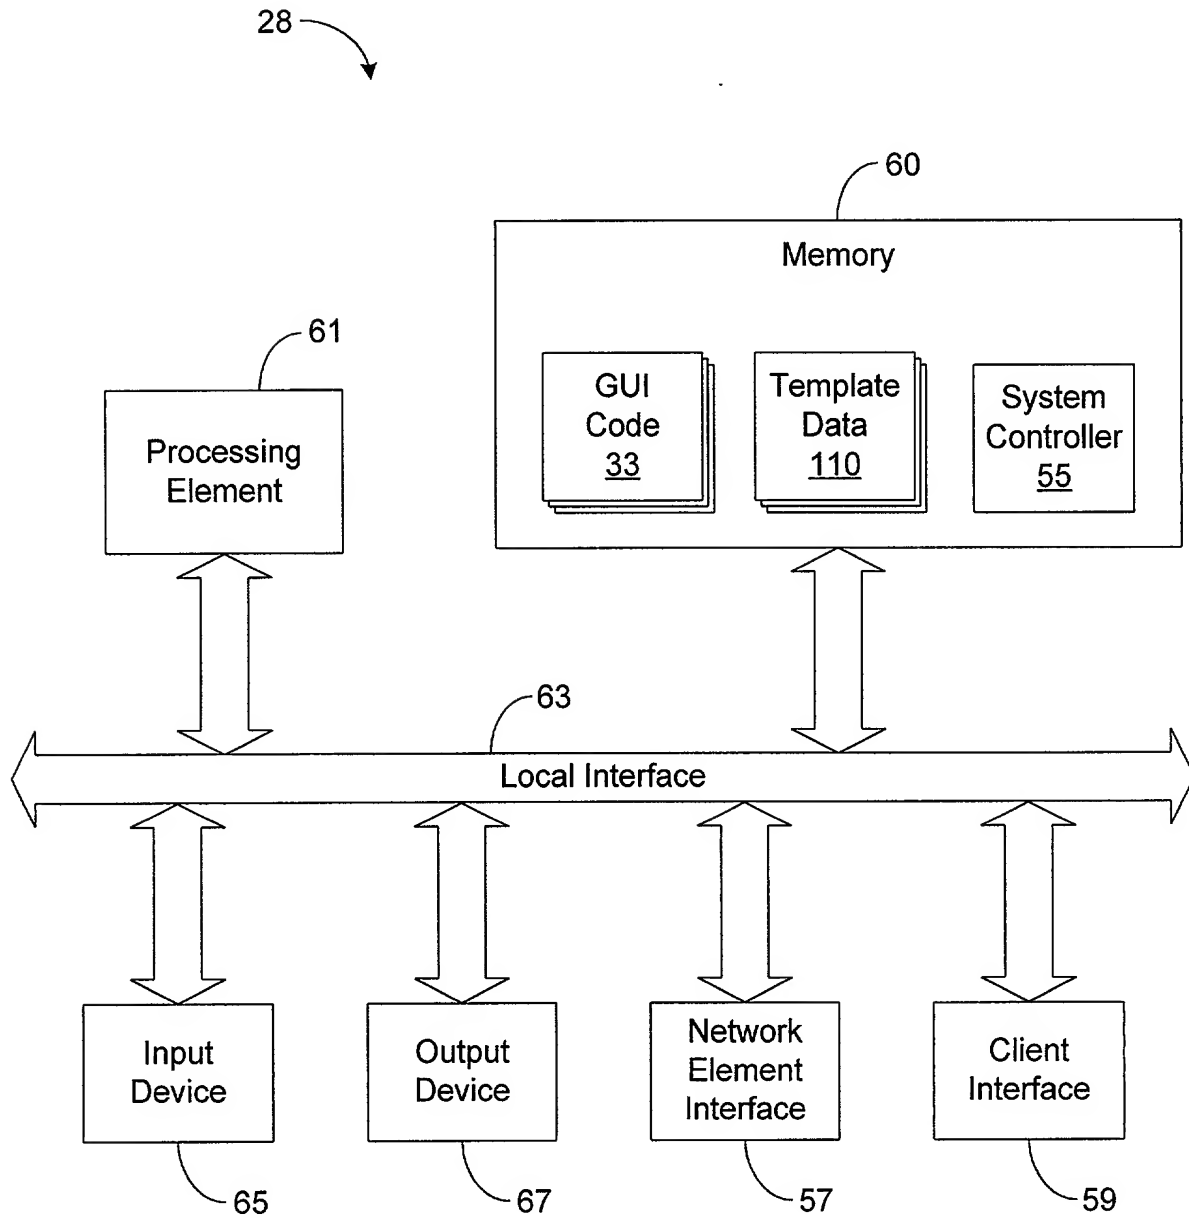 28
60
Memory
61
GUI
Code
33
Template
Data
110
System
Controller
55
Processing
Element
63
Local Interface
Input
Device
Output
Device
Network
Element
Interface
Client
Interface
65
67
57
59